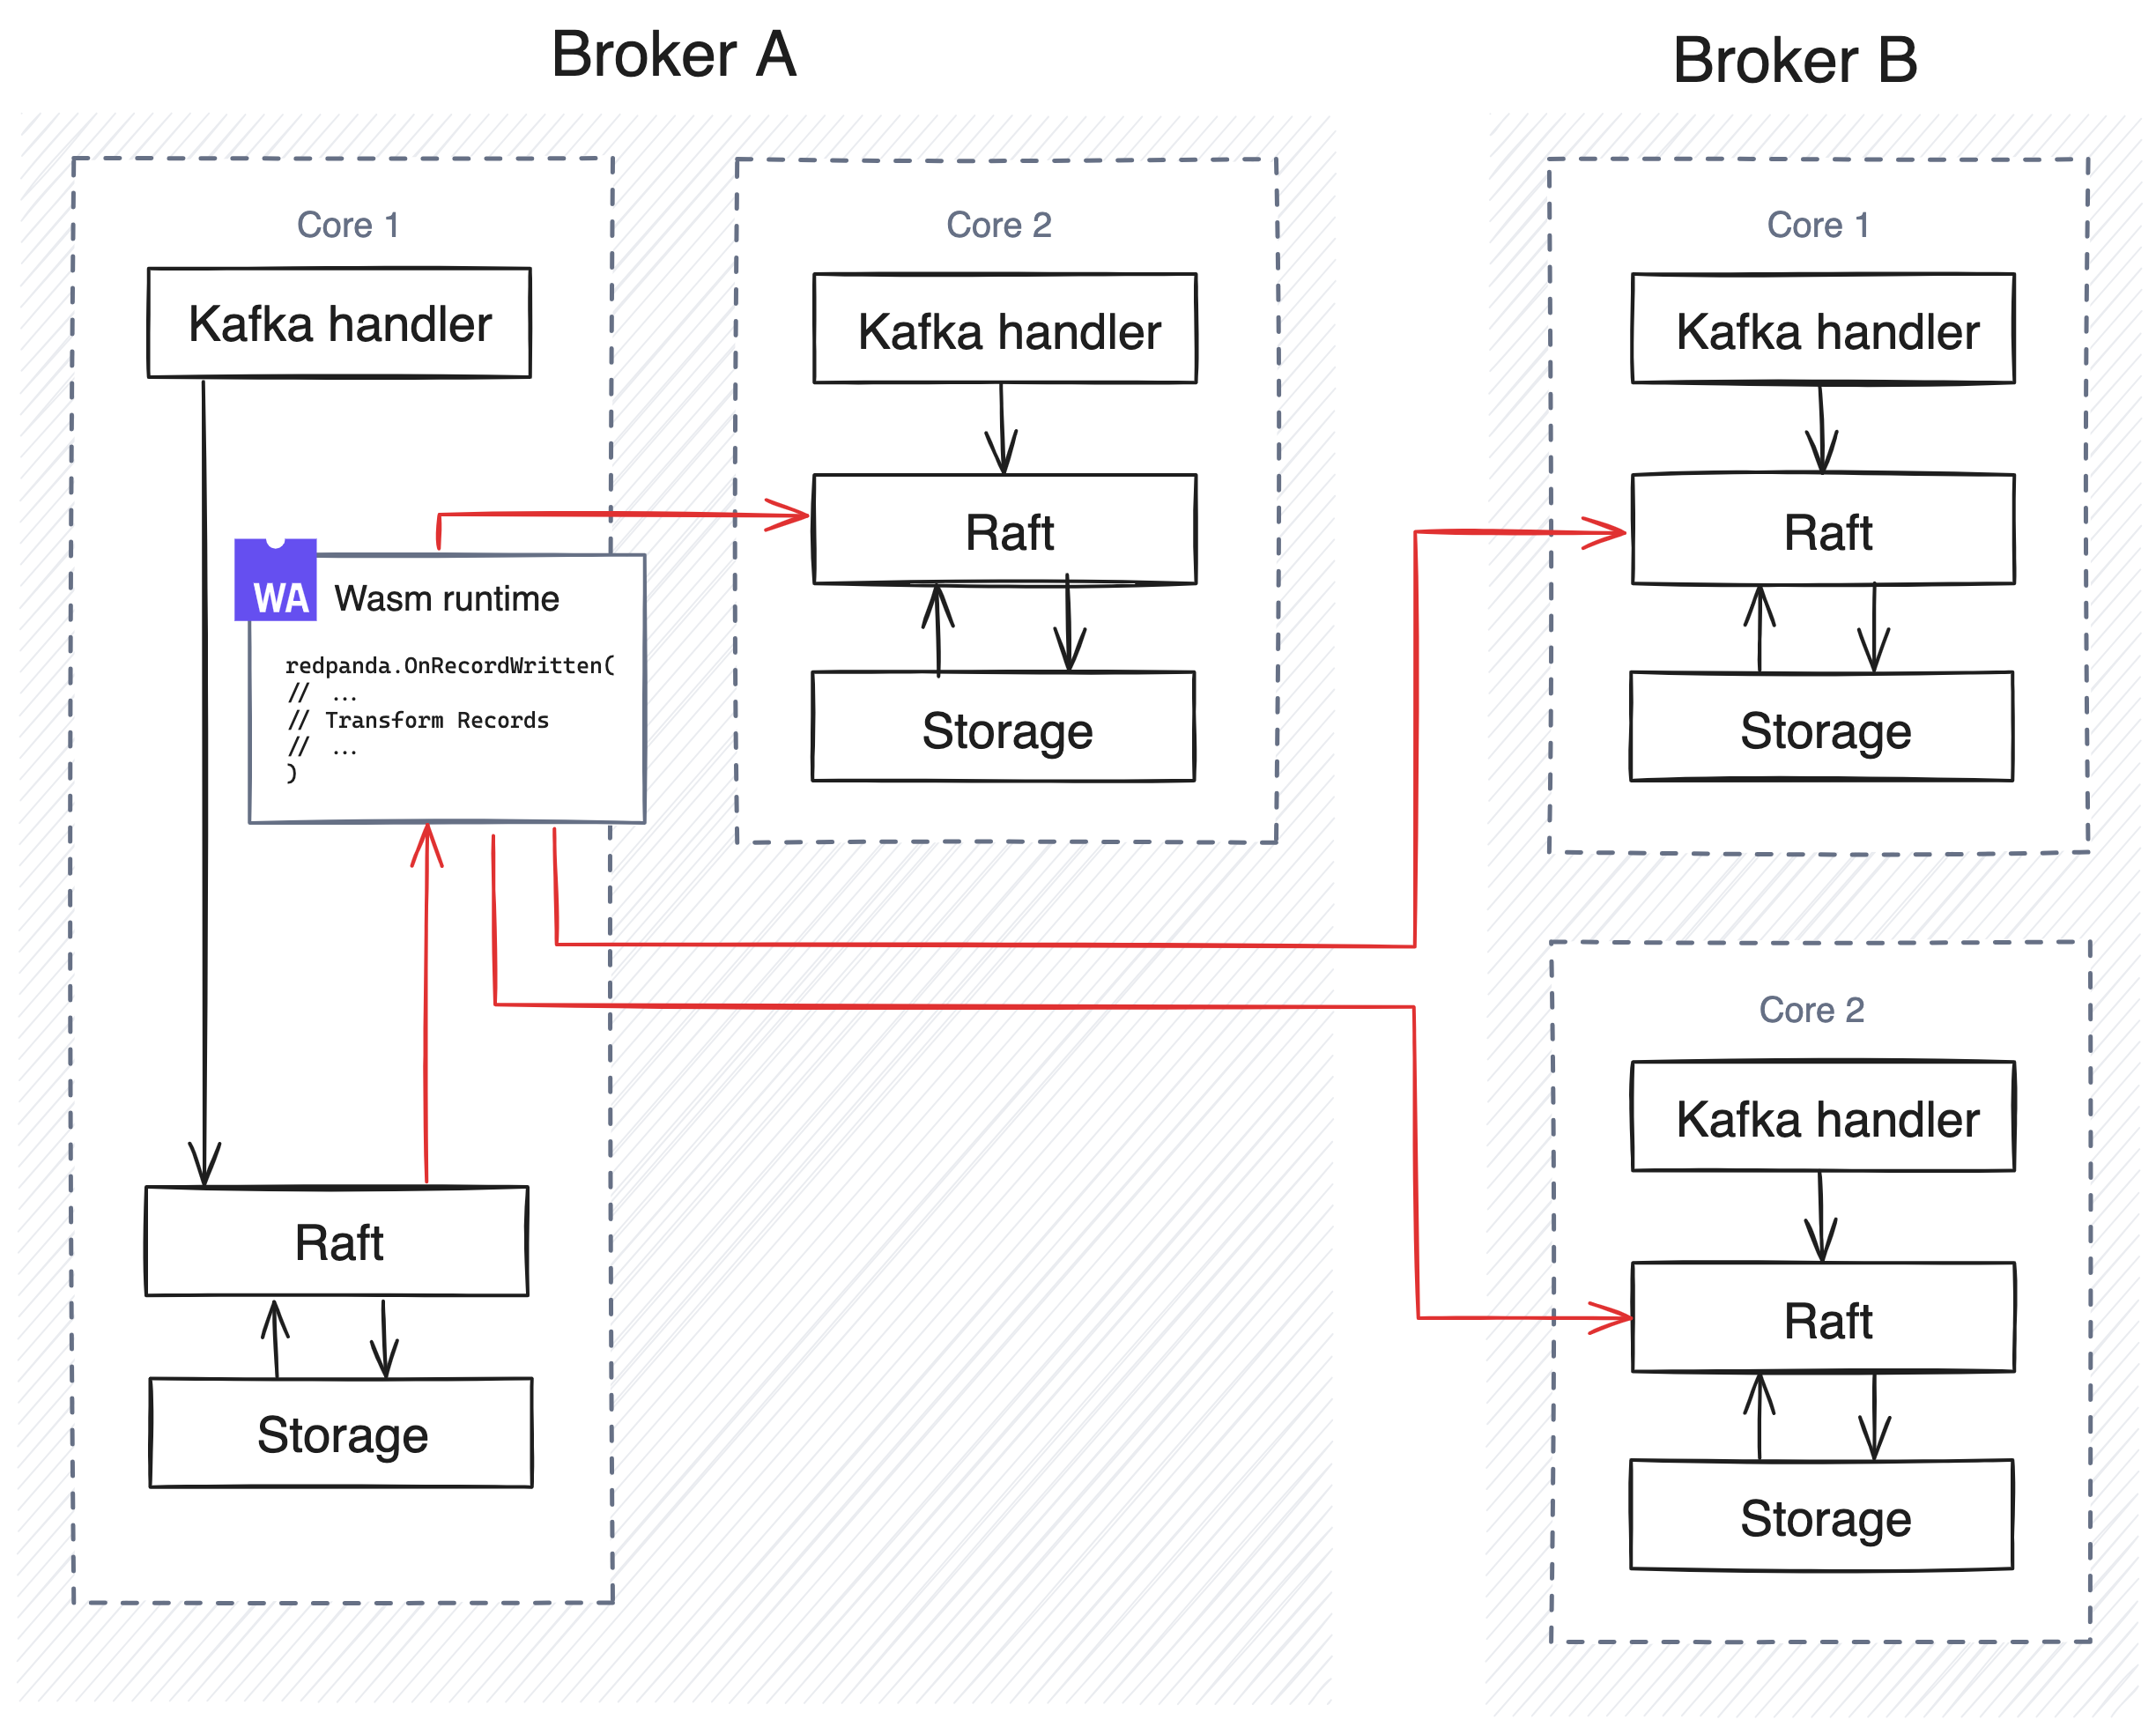 Broker A
Broker B
Core 1
Kafka handler
WA
Wasm runtime
redpanda.OnRecordWritten(
// ...
// Transform Records
// ...
)
Raft
Storage
Core 2
Kafka handler
Raft
Storage
Core 1
Kafka handler
Raft
Storage
Core 2
Kafka handler
Raft
Storage